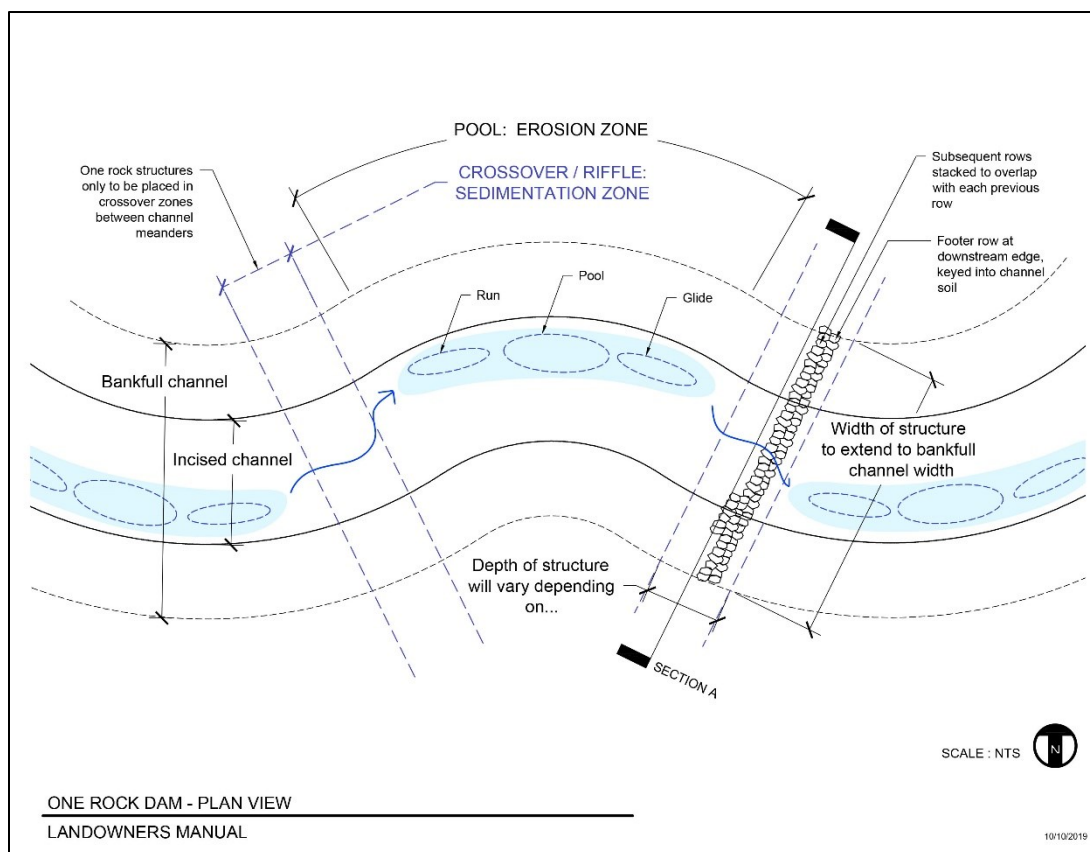 POOL: EROSION ZONE
CROSSOVER / RIFFLE:
SEDIMENTATION ZONE
One rock structures
only to be placed in
crossover zones
between channel
meanders
Subsequent rows
stacked to overlap
with each previous
row
Footer row at
downstream edge,
keyed into channel
soil
Run
Pool
Glide
Bankfull channel
Incised channel
Width of structure
to extend to bankfull
channel width
Depth of structure
will vary depending
on...
SECTION A
SCALE : NTS
N
ONE ROCK DAM - PLAN VIEW
LANDOWNERS MANUAL
10/10/2019